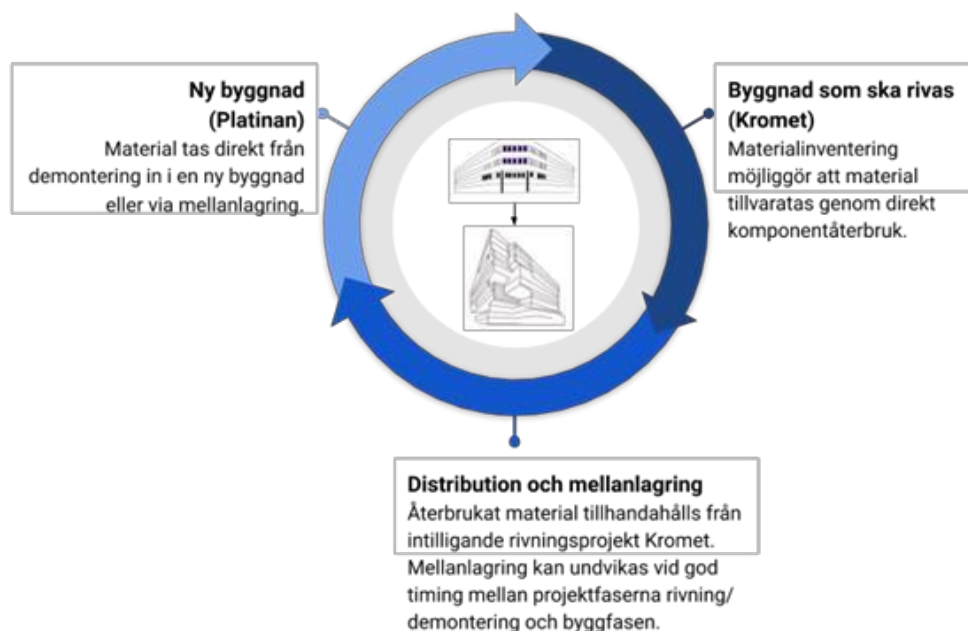 Ny byggnad
(Platinan)
Material tas direkt från
demontering in i en ny byggnad
eller via mellanlagring.
Byggnad som ska rivas
(Kromet)
Materialinventering
möjliggör att material
tillvaratas genom direkt
komponentåterbruk.
Distribution och mellanlagring
Återbrukat material tillhandahålls från
intilligande rivningsprojekt Kromet.
Mellanlagring kan undvikas vid god
timing mellan projektfaserna rivning/
demontering och byggfasen.